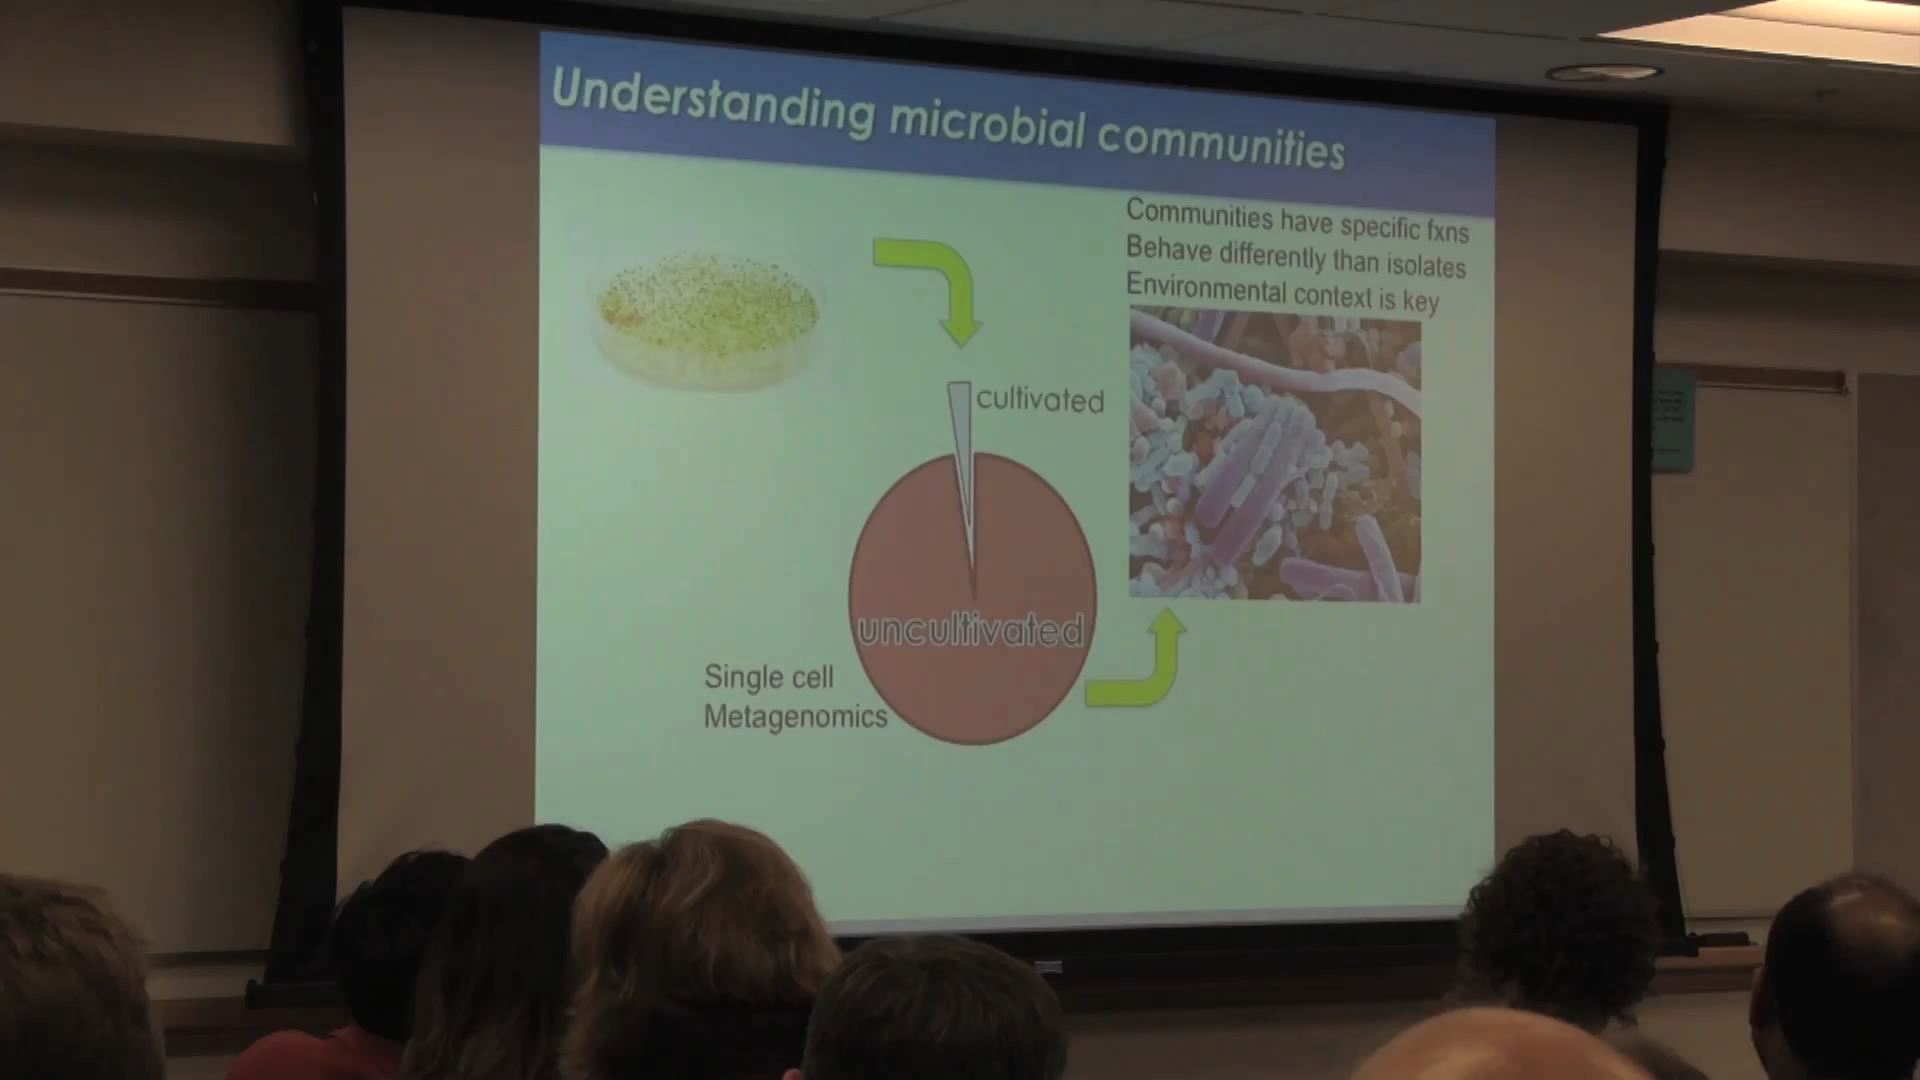 Understanding microbial communities
Communities have specific fxns
Behave differently than isolates
Environmental context is key
cultivated
uncultivated
Single cell
Metagenomics